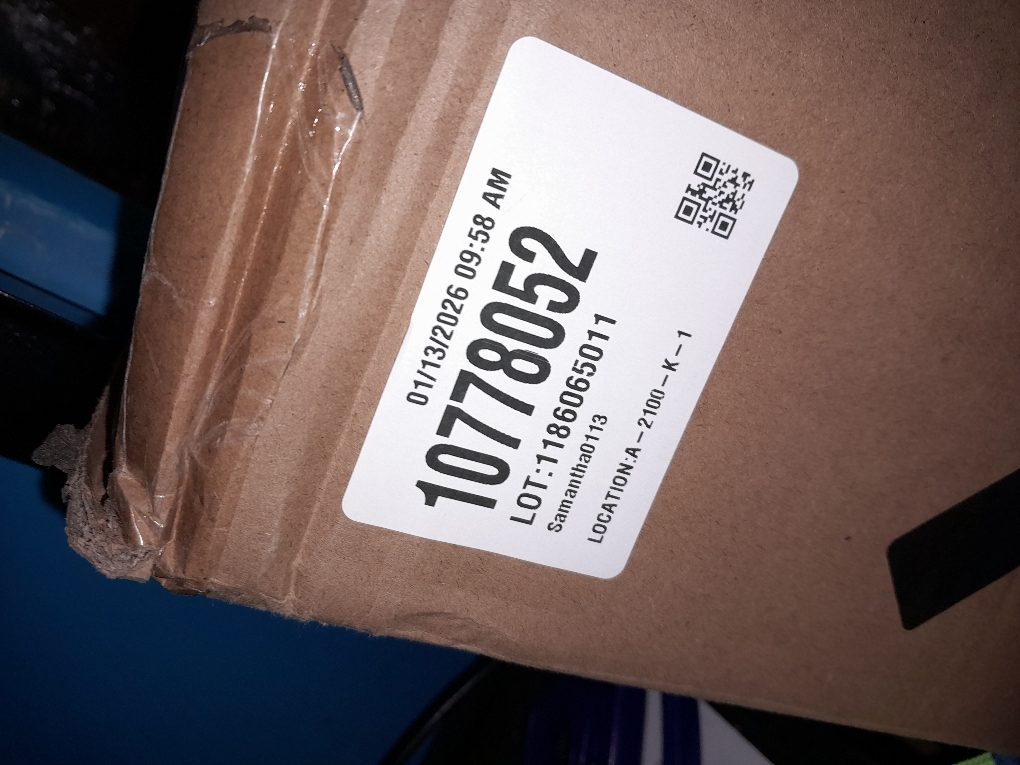 01/13/2026 09:58 AM
10778052
LOT:1186065011
Samantha0113
LOCATION:A-2100-K-1